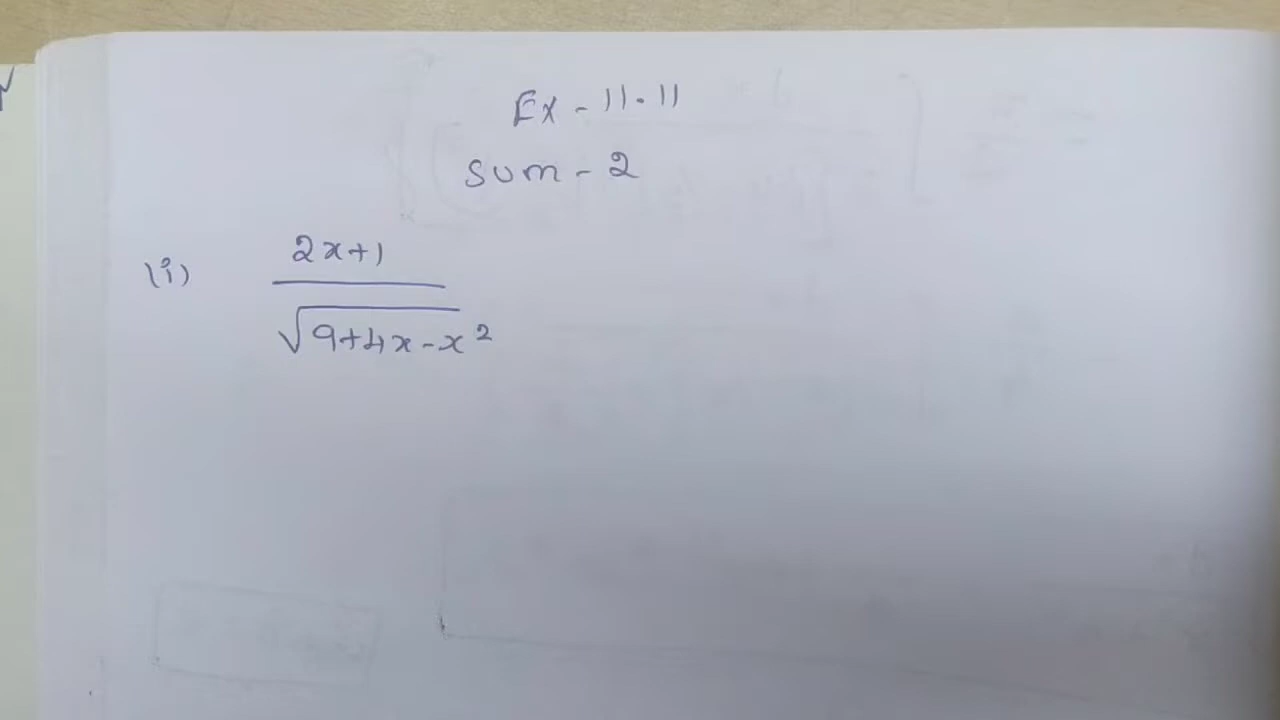 Ex - 11.11
Sum - 2
(i) 2x+1
√9+4x-x²